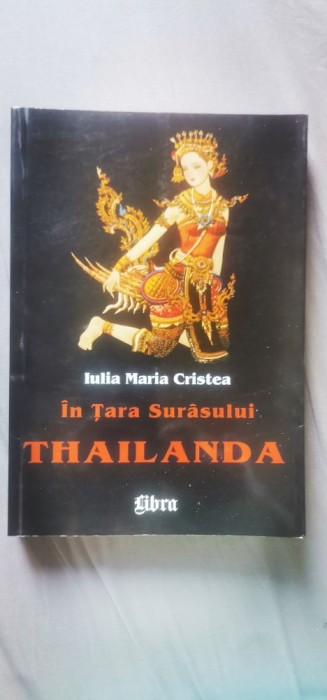 Iulia Maria Cristea
În Țara Surâsului
THAILANDA
Libra